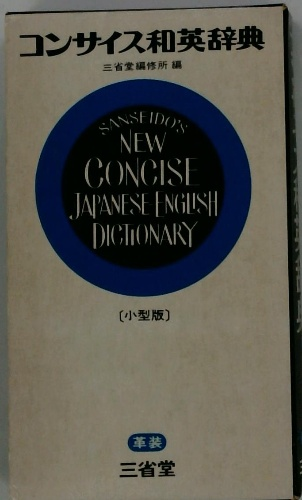 コンサイス和英辞典
三省堂編修所 編
SANSEIDO'S
NEW
CONCISE
JAPANESE ENGLISH
DICTIONARY
〔小型版〕
革装
三省堂